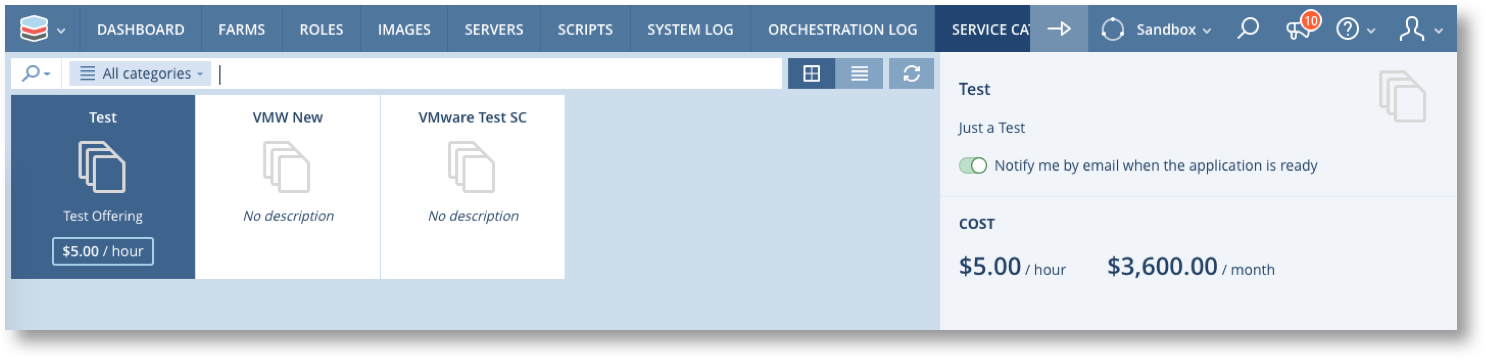 DASHBOARD FARMS ROLES IMAGES SERVERS SCRIPTS SYSTEM LOG ORCHESTRATION LOG SERVICE CA Sandbox 10
All categories
Test VMW New VMware Test SC
Test Offering No description No description
$5.00 / hour
Test
Just a Test
Notify me by email when the application is ready
COST
$5.00 / hour $3,600.00 / month